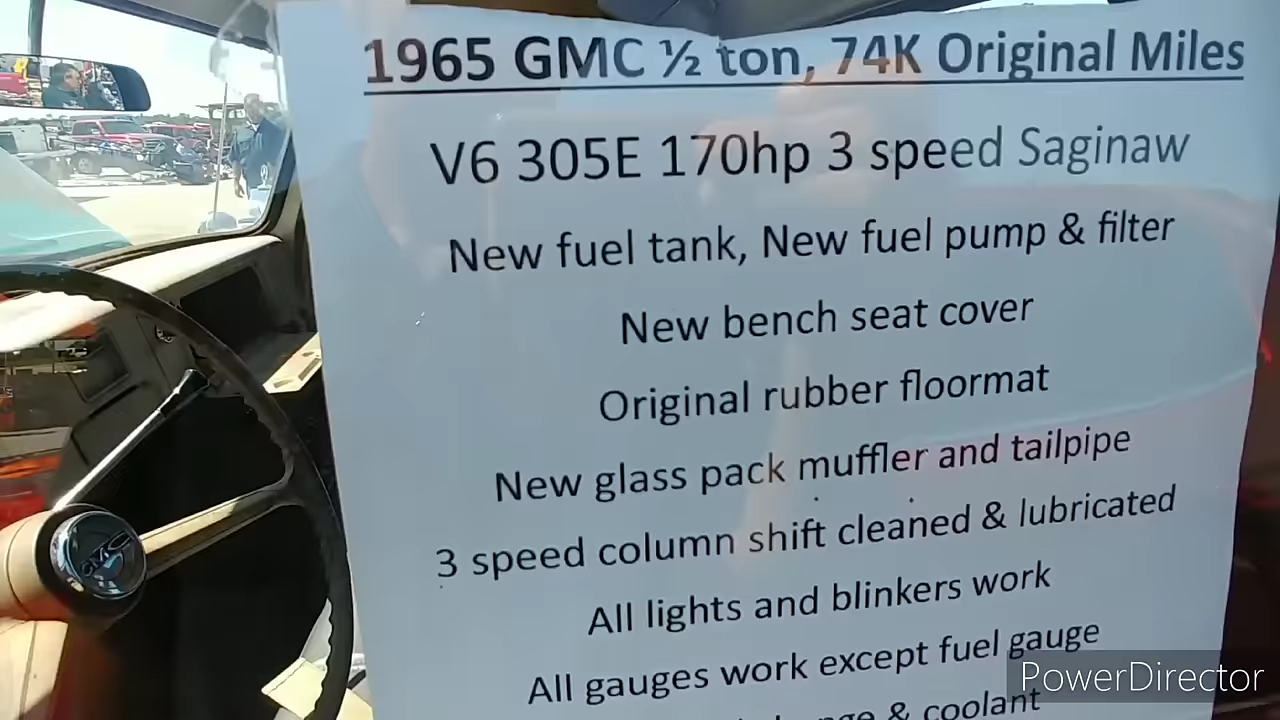 1965 GMC ½ ton, 74K Original Miles
V6 305E 170hp 3 speed Saginaw
New fuel tank, New fuel pump & filter
New bench seat cover
Original rubber floormat
New glass pack muffler and tailpipe
3 speed column shift cleaned & lubricated
All lights and blinkers work
All gauges work except fuel gauge
& coolant
GMC
PowerDirector